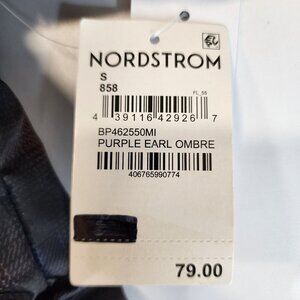 NORDSTROM
S
858
FL_55
4 39116 42926 7
BP462550MI
PURPLE EARL OMBRE
406765990774
79.00